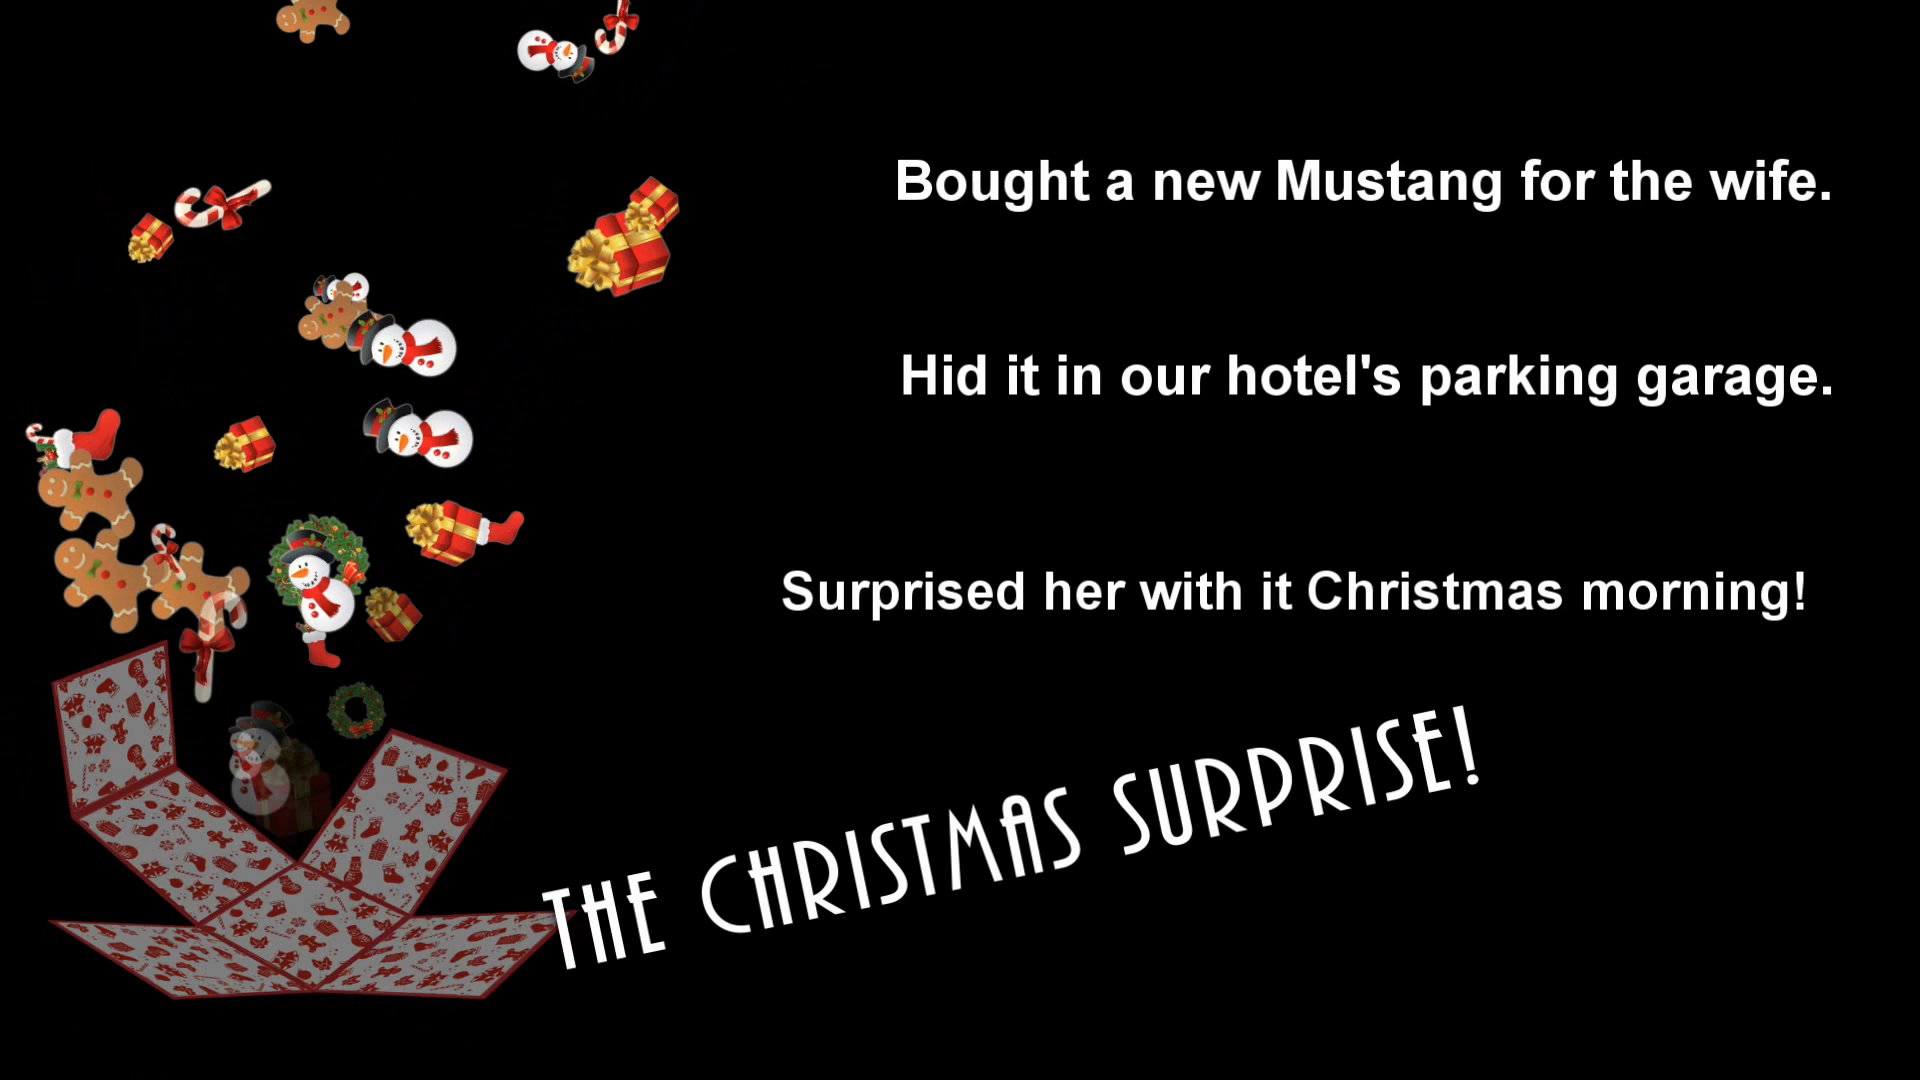 Bought a new Mustang for the wife.
Hid it in our hotel's parking garage.
Surprised her with it Christmas morning!
THE CHRISTMAS SURPRISE!